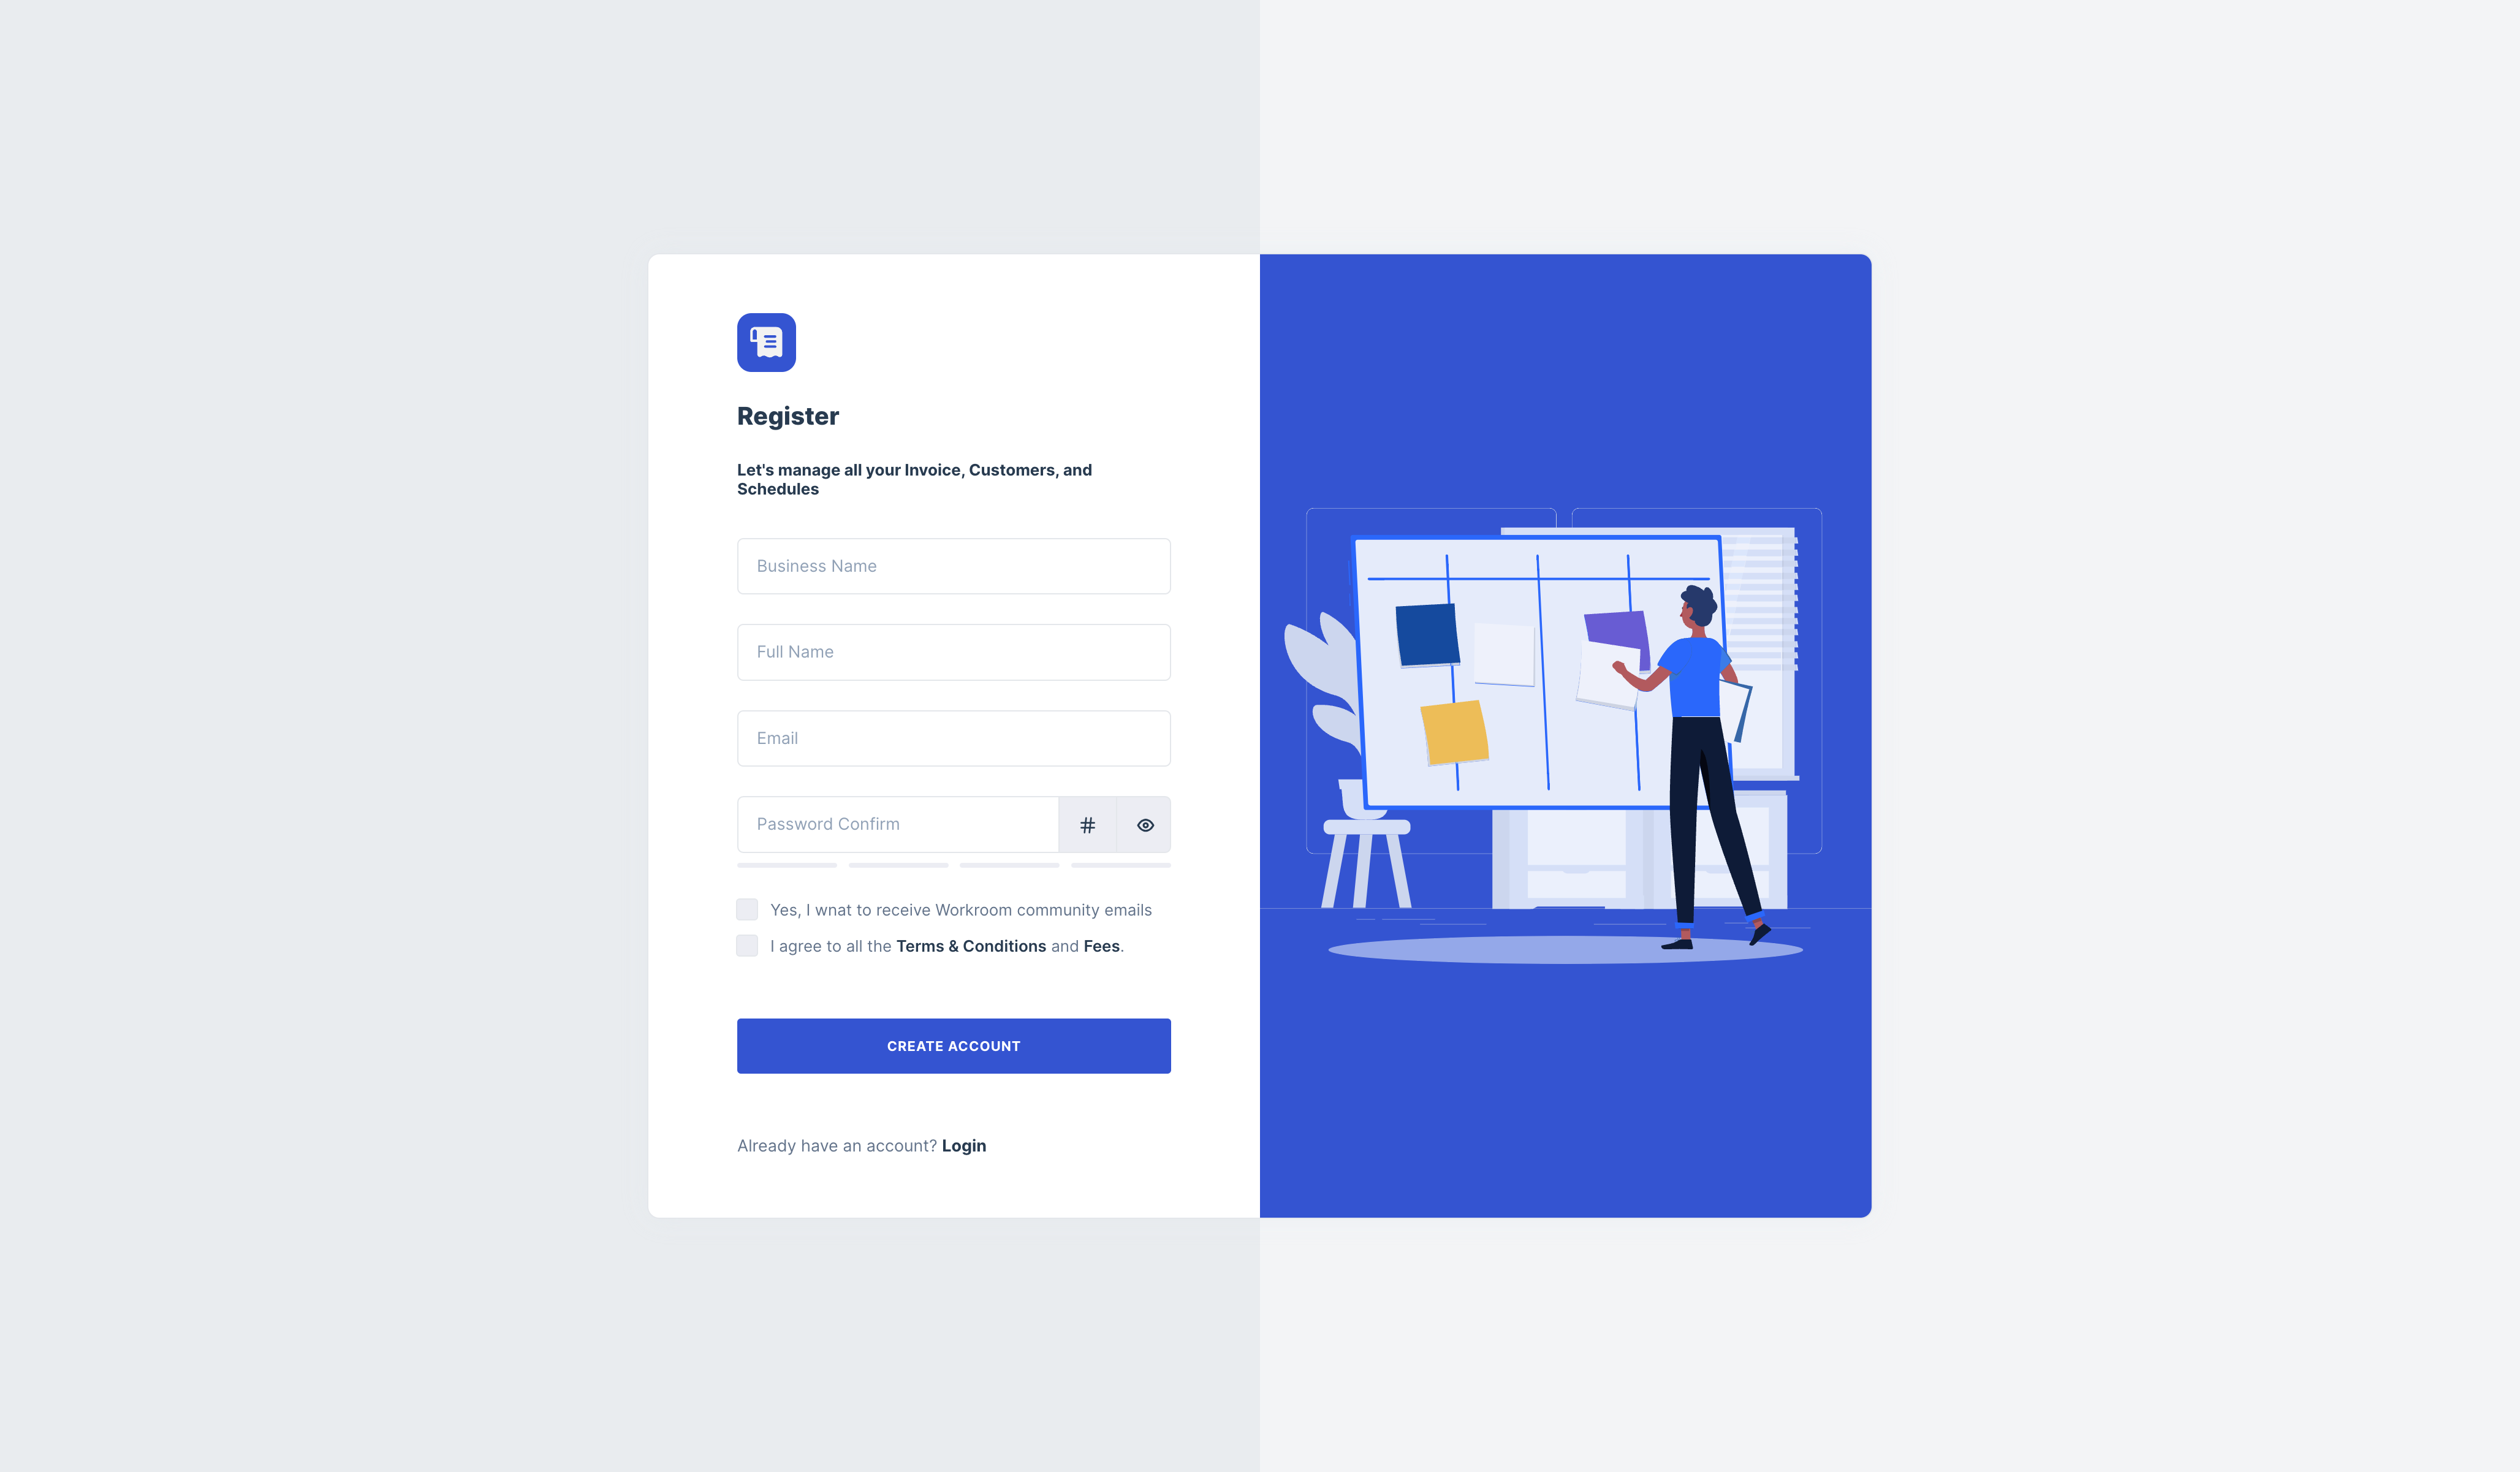 Register
Let's manage all your Invoice, Customers, and
Schedules
Business Name
Full Name
Email
Password Confirm #
Yes, I wnat to receive Workroom community emails
I agree to all the Terms & Conditions and Fees.
CREATE ACCOUNT
Already have an account? Login